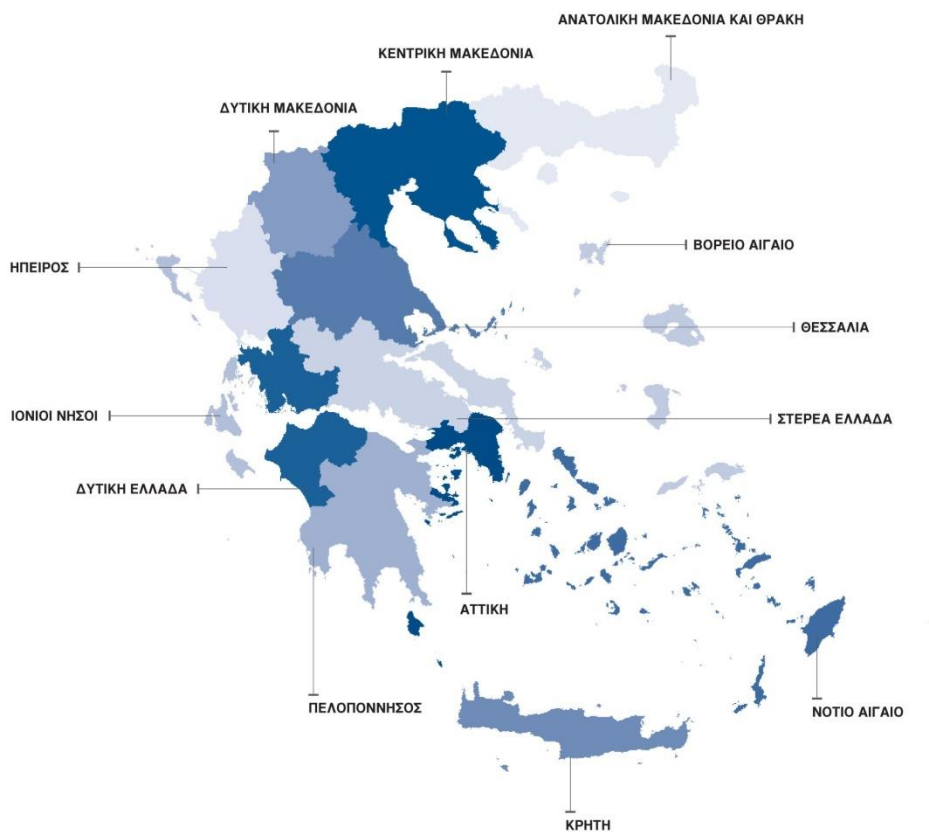 ΑΝΑΤΟΛΙΚΗ ΜΑΚΕΔΟΝΙΑ ΚΑΙ ΘΡΑΚΗ
ΚΕΝΤΡΙΚΗ ΜΑΚΕΔΟΝΙΑ
ΔΥΤΙΚΗ ΜΑΚΕΔΟΝΙΑ
ΒΟΡΕΙΟ ΑΙΓΑΙΟ
ΗΠΕΙΡΟΣ
ΘΕΣΣΑΛΙΑ
ΙΟΝΙΟΙ ΝΗΣΟΙ
ΣΤΕΡΕΑ ΕΛΛΑΔΑ
ΔΥΤΙΚΗ ΕΛΛΑΔΑ
ΑΤΤΙΚΗ
ΠΕΛΟΠΟΝΝΗΣΟΣ
ΝΟΤΙΟ ΑΙΓΑΙΟ
ΚΡΗΤΗ